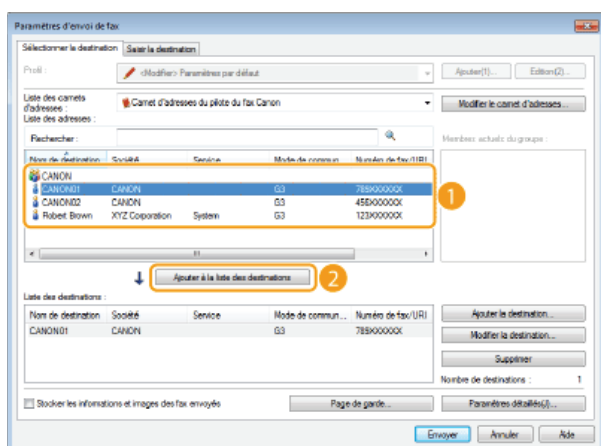 Paramètres d'envoi de fax
Sélectionner la destination Saisir la destination
Profil : <Modifier> Paramètres par défaut Ajouter(1)... Edition(2)...
Liste des carnets d'adresses : Carnet d'adresses du pilote du fax Canon Modifier le carnet d'adresses...
Liste des adresses :
Rechercher : Membres actuels du groupe :
Nom de destination Société Service Mode de commun... Numéro de fax/URI
CANON
CANON01 CANON G3 789XXXXXXX
CANON02 CANON G3 456XXXXXXX
Robert Brown XYZ Corporation System G3 123XXXXXXX
1
Ajouter à la liste des destinations 2
Liste des destinations :
Nom de destination Société Service Mode de commun... Numéro de fax/URI
CANON01 CANON G3 789XXXXXXX
Ajouter la destination...
Modifier la destination...
Supprimer
Nombre de destinations : 1
Stocker les informations et images des fax envoyés Page de garde... Paramètres détaillés(J)...
Envoyer Annuler Aide